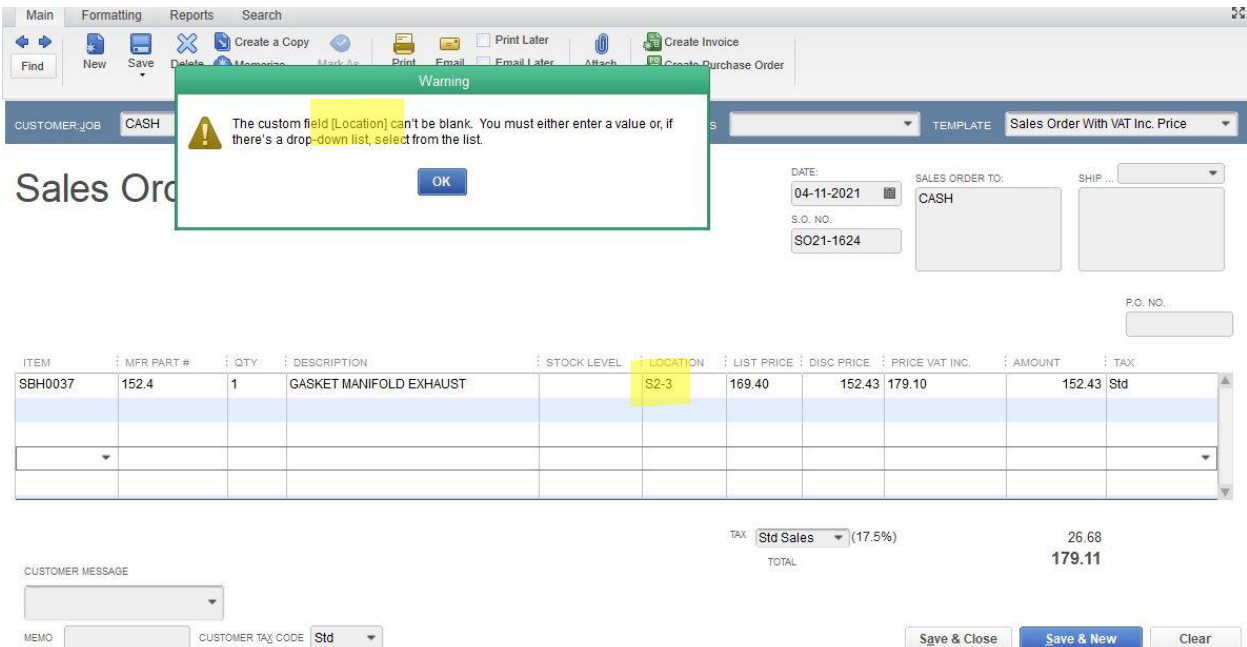 Main Formatting Reports Search
Find New Save Delete Create a Copy Memorize Mark As Print Email Print Later Email Later Attach Create Invoice Create Purchase Order
Warning
The custom field [Location] can't be blank. You must either enter a value or, if
there's a drop-down list, select from the list.
OK
CUSTOMER:JOB CASH TEMPLATE Sales Order With VAT Inc. Price
Sales
DATE: SALES ORDER TO: SHIP ...
04-11-2021 CASH
S.O. NO.
SO21-1624
P.O. NO.
ITEM MFR PART # QTY DESCRIPTION STOCK LEVEL LOCATION LIST PRICE DISC PRICE PRICE VAT INC. AMOUNT TAX
SBH0037 152.4 1 GASKET MANIFOLD EXHAUST S2-3 169.40 152.43 179.10 152.43 Std
TAX Std Sales (17.5%) 26.68
TOTAL 179.11
CUSTOMER MESSAGE
MEMO CUSTOMER TAX CODE Std Save & Close Save & New Clear